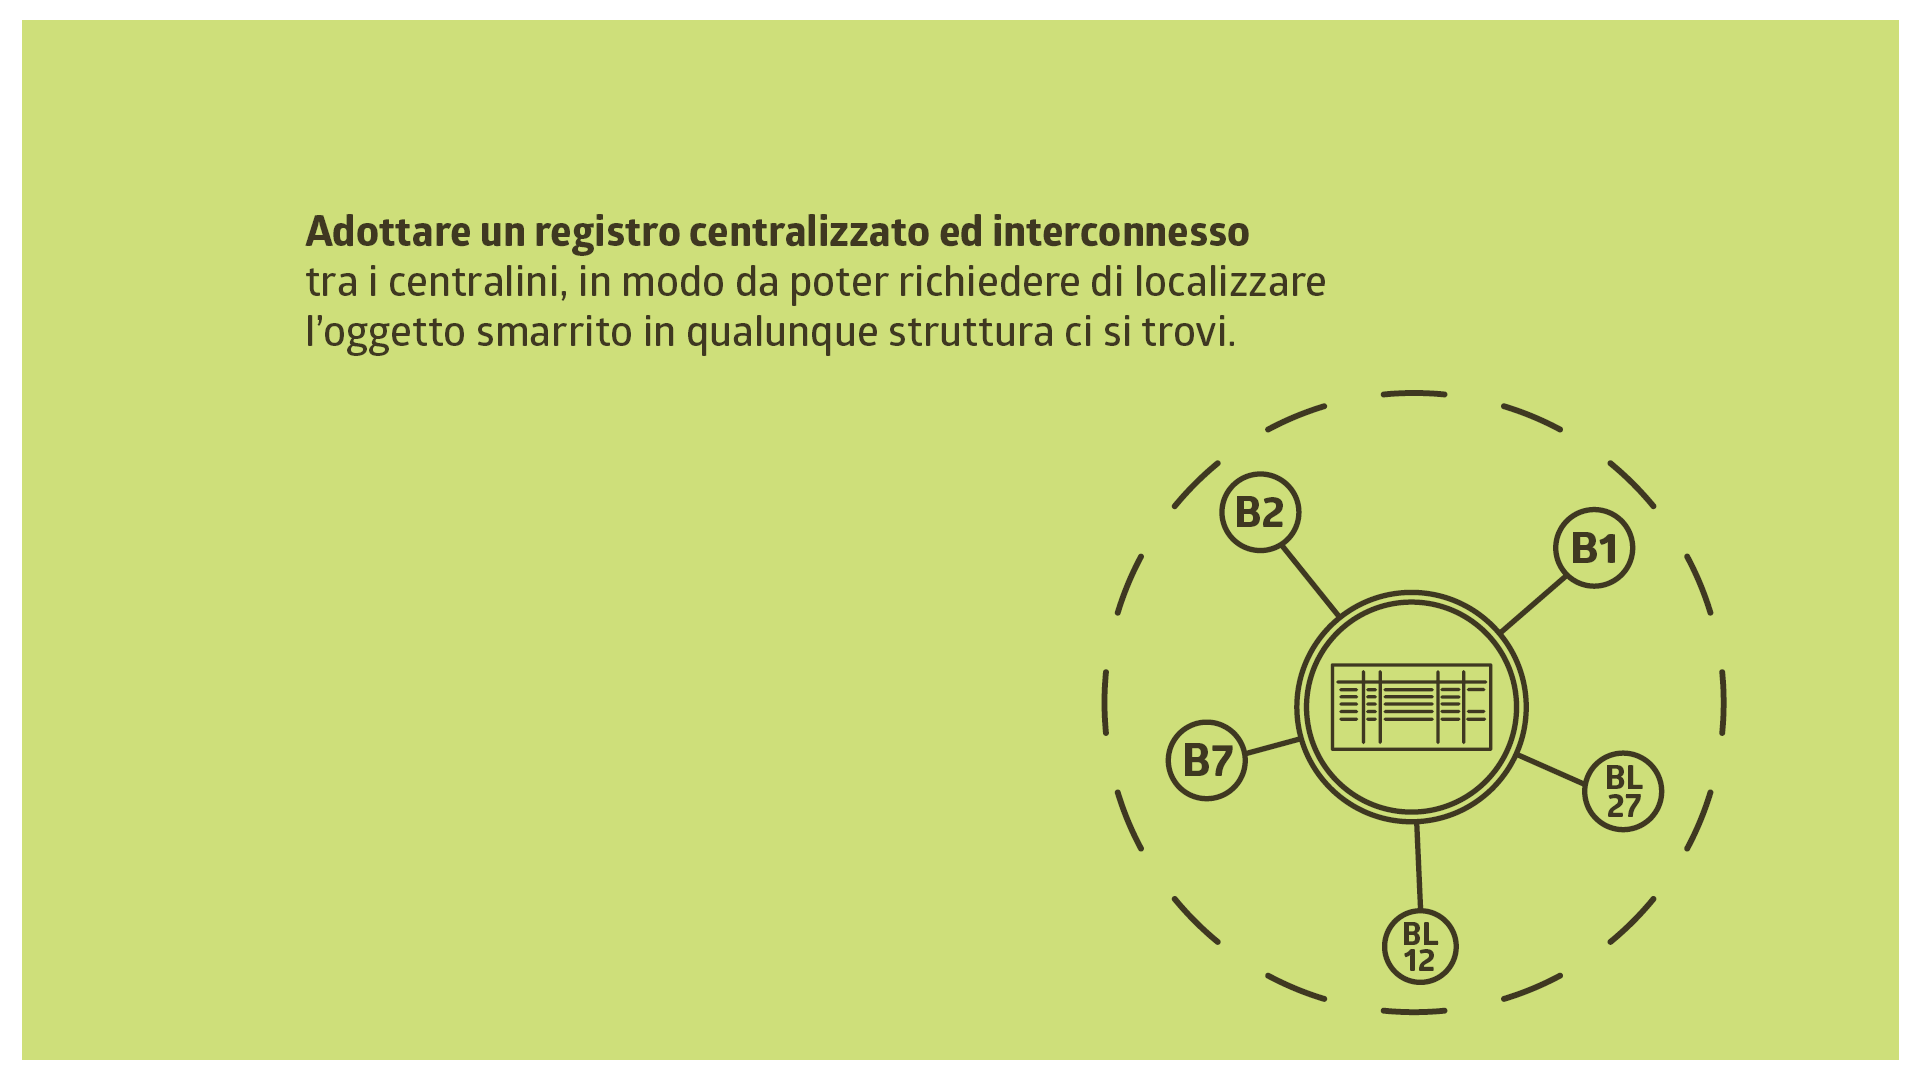 Adottare un registro centralizzato ed interconnesso
tra i centralini, in modo da poter richiedere di localizzare
l’oggetto smarrito in qualunque struttura ci si trovi.
B2
B1
B7
BL
27
BL
12